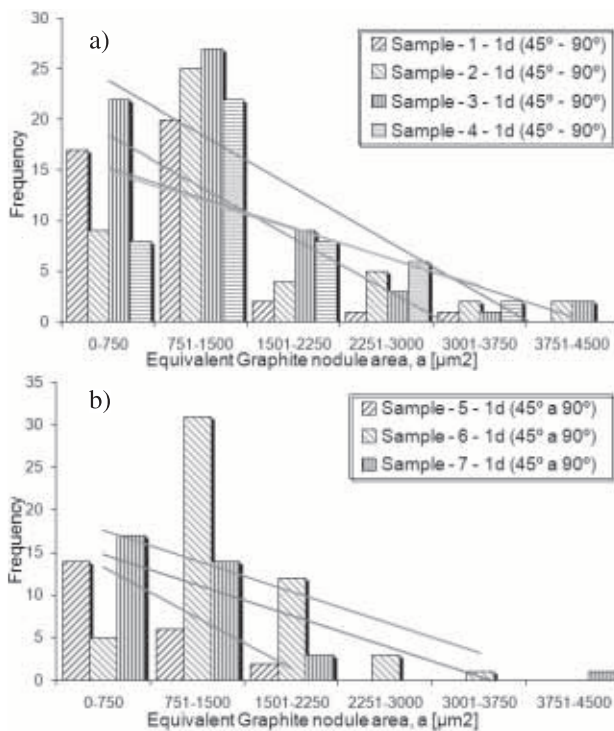 a)
30
25
20
15
10
5
0
Frequency
Sample - 1 - 1d (45º - 90º)
Sample - 2 - 1d (45º - 90º)
Sample - 3 - 1d (45º - 90º)
Sample - 4 - 1d (45º - 90º)
0-750 751-1500 1501-2250 2251-3000 3001-3750 3751-4500
Equivalent Graphite nodule area, a [µm2]
b)
35
30
25
20
15
10
5
0
Frequency
Sample - 5 - 1d (45º a 90º)
Sample - 6 - 1d (45º a 90º)
Sample - 7 - 1d (45º a 90º)
0-750 751-1500 1501-2250 2251-3000 3001-3750 3751-4500
Equivalent Graphite nodule area, a [µm2]